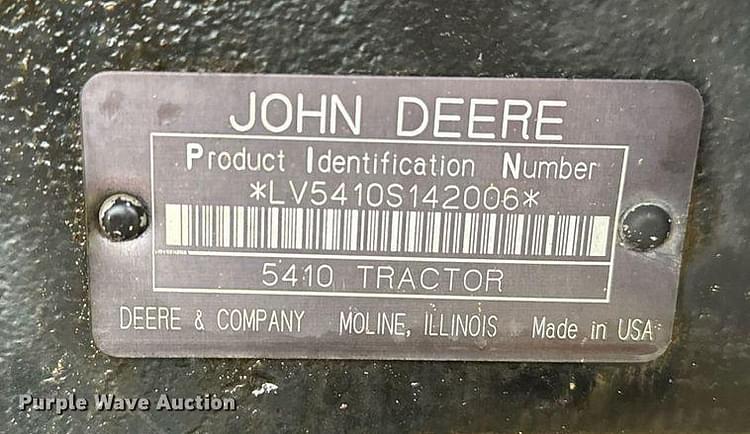 JOHN DEERE
Product Identification Number
*LV5410S142006*
5410 TRACTOR
DEERE & COMPANY MOLINE, ILLINOIS Made in USA
Purple Wave Auction